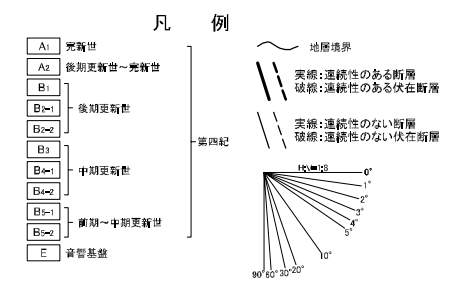 凡 例
A1 完新世
A2 後期更新世~完新世
B1
B2-1 後期更新世
B2-2
B3
B4-1 中期更新世
B4-2
B5-1
B5-2 前期~中期更新世
E 音響基盤
第四紀
地層境界
実線:連続性のある断層
破線:連続性のある伏在断層
実線:連続性のない断層
破線:連続性のない伏在断層
H:V=1:6
0°
1°
2°
3°
4°
5°
10°
20°
30°
60°
90°